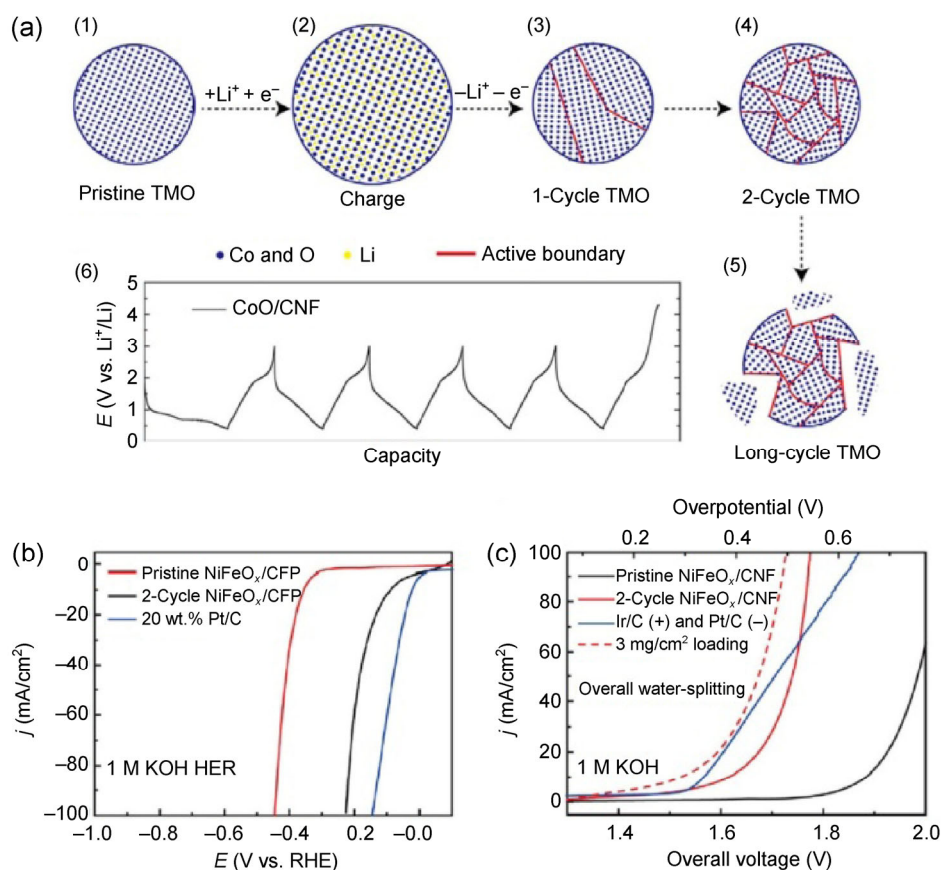 (a)
(1)
(2)
(3)
(4)
+Li⁺ + e⁻
−Li⁺ − e⁻
Pristine TMO
Charge
1-Cycle TMO
2-Cycle TMO
Co and O
Li
Active boundary
(5)
Long-cycle TMO
(6)
CoO/CNF
E (V vs. Li⁺/Li)
5
4
3
2
1
0
Capacity
(b)
Pristine NiFeOₓ/CFP
2-Cycle NiFeOₓ/CFP
20 wt.% Pt/C
1 M KOH HER
j (mA/cm²)
0
−20
−40
−60
−80
−100
−1.0 −0.8 −0.6 −0.4 0.2 −0.0
E (V vs. RHE)
(c)
Overpotential (V)
0.2 0.4 0.6
Pristine NiFeOₓ/CNF
2-Cycle NiFeOₓ/CNF
Ir/C (+) and Pt/C (−)
3 mg/cm² loading
Overall water-splitting
1 M KOH
j (mA/cm²)
100
80
60
40
20
0
1.4 1.6 1.8 2.0
Overall voltage (V)